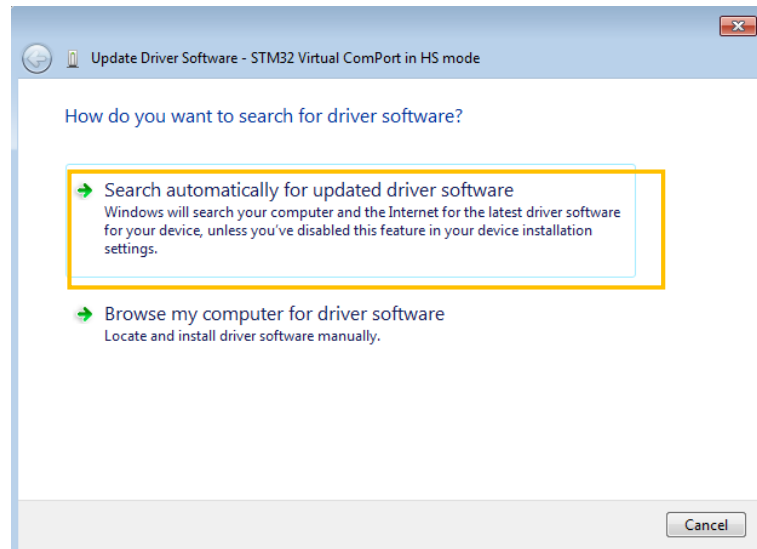 Update Driver Software - STM32 Virtual ComPort in HS mode
How do you want to search for driver software?
Search automatically for updated driver software
Windows will search your computer and the Internet for the latest driver software
for your device, unless you've disabled this feature in your device installation
settings.
Browse my computer for driver software
Locate and install driver software manually.
Cancel